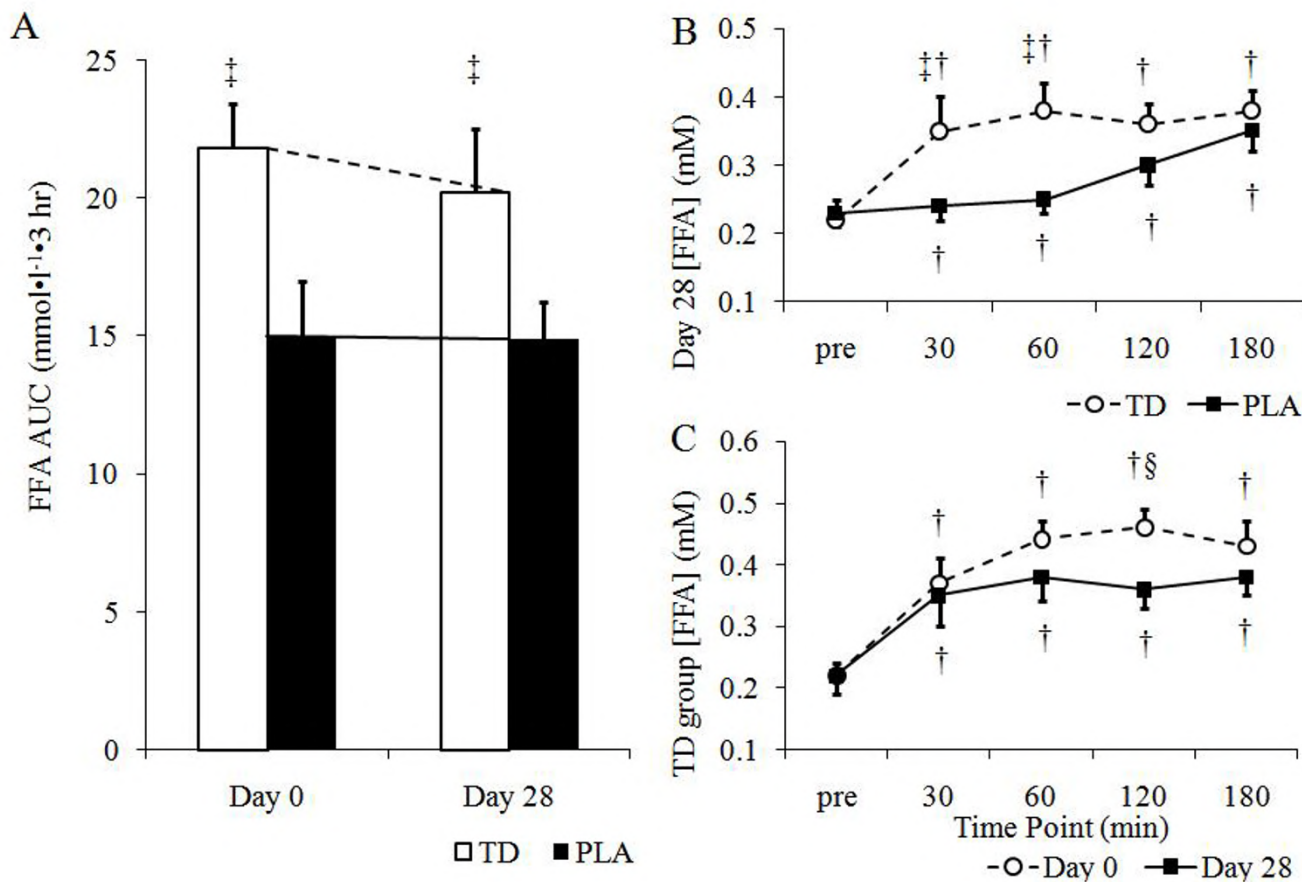 A
FFA AUC (mmol•l⁻¹•3 hr)
25
20
15
10
5
0
‡
‡
Day 0
Day 28
TD
PLA
B
Day 28 [FFA] (mM)
0.5
0.4
0.3
0.2
0.1
‡†
‡†
†
†
†
†
†
†
pre
30
60
120
180
TD
PLA
C
TD group [FFA] (mM)
0.6
0.5
0.4
0.3
0.2
0.1
†
†
†§
†
†
†
†
†
pre
30
60
120
180
Time Point (min)
Day 0
Day 28